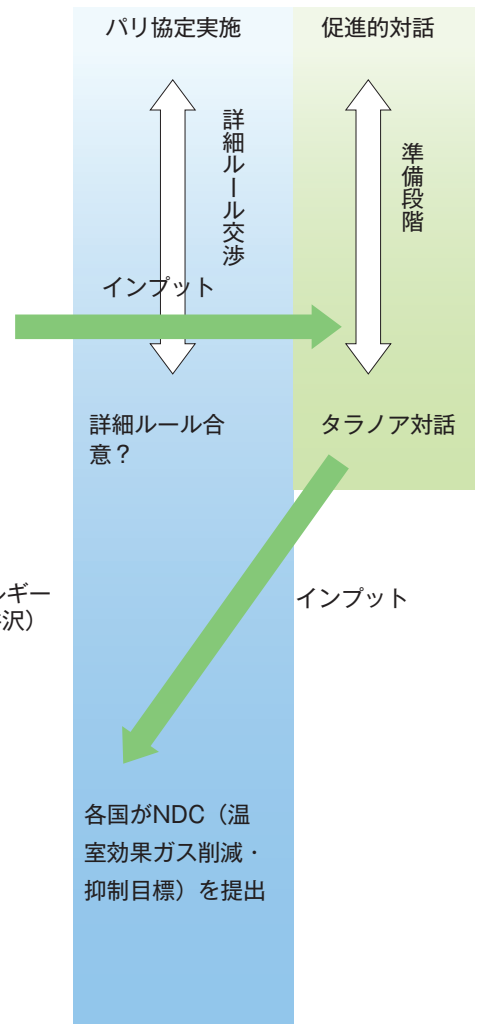 パリ協定実施
促進的対話
詳細ルール交渉
準備段階
インプット
詳細ルール合
意？
タラノア対話
ルギー
沢）
インプット
各国がNDC（温
室効果ガス削減・
抑制目標）を提出